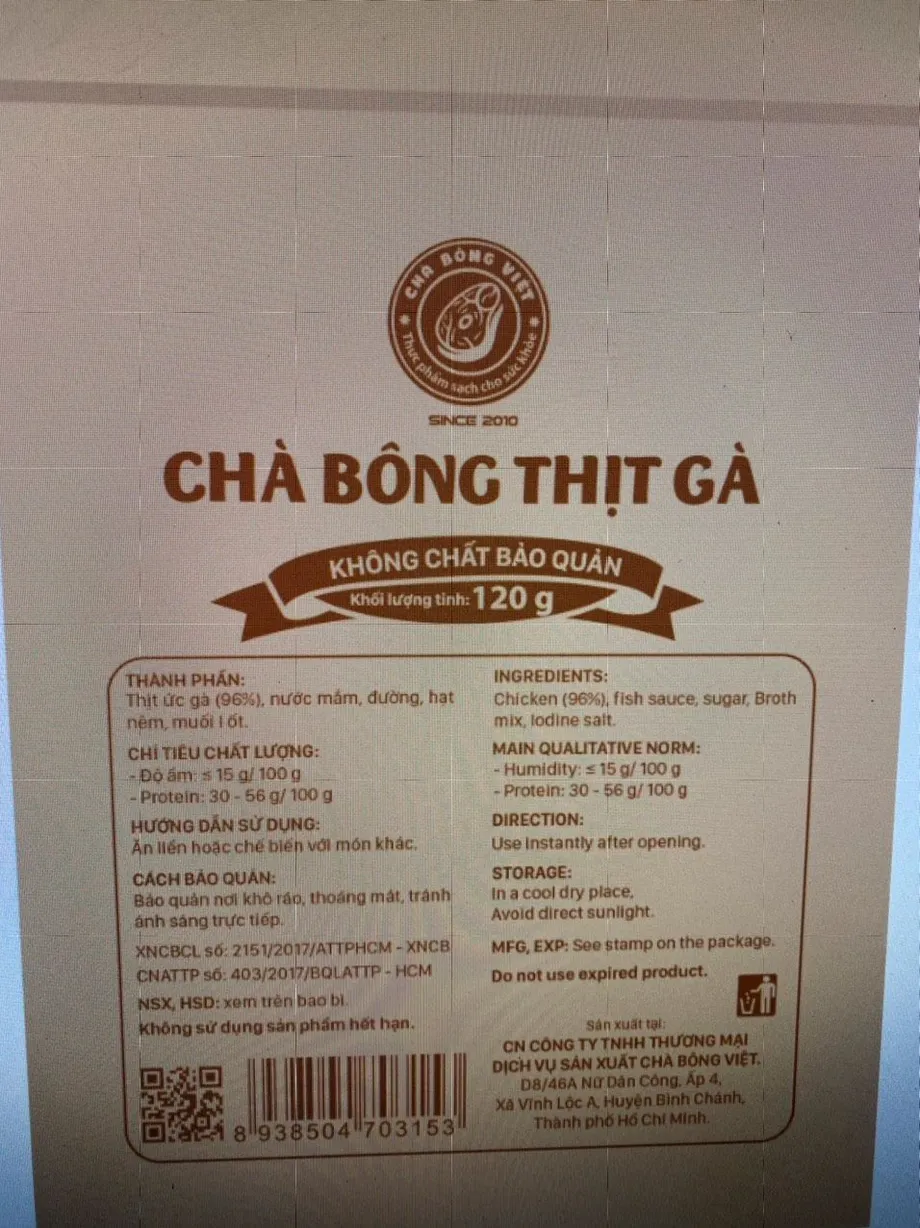 CHÀ BÔNG VIỆT
Thực phẩm sạch cho sức khỏe
SINCE 2010
CHÀ BÔNG THỊT GÀ
KHÔNG CHẤT BẢO QUẢN
Khối lượng tịnh: 120 g
THÀNH PHẦN:
Thịt ức gà (96%), nước mắm, đường, hạt
nêm, muối I ốt.
CHỈ TIÊU CHẤT LƯỢNG:
- Độ ẩm: ≤ 15 g/ 100 g
- Protein: 30 - 56 g/ 100 g
HƯỚNG DẪN SỬ DỤNG:
Ăn liền hoặc chế biến với món khác.
CÁCH BẢO QUẢN:
Bảo quản nơi khô ráo, thoáng mát, tránh
ánh sáng trực tiếp.
XNCBCL số: 2151/2017/ATTPHCM - XNCB
CNATTP số: 403/2017/BQLATTP - HCM
NSX, HSD: xem trên bao bì.
Không sử dụng sản phẩm hết hạn.
8 938504 703153
INGREDIENTS:
Chicken (96%), fish sauce, sugar, Broth
mix, Iodine salt.
MAIN QUALITATIVE NORM:
- Humidity: ≤ 15 g/ 100 g
- Protein: 30 - 56 g/ 100 g
DIRECTION:
Use Instantly after opening.
STORAGE:
In a cool dry place,
Avoid direct sunlight.
MFG, EXP: See stamp on the package.
Do not use expired product.
Sản xuất tại:
CN CÔNG TY TNHH THƯƠNG MẠI
DỊCH VỤ SẢN XUẤT CHÀ BÔNG VIỆT.
D8/46A Nữ Dân Công, Ấp 4,
Xã Vĩnh Lộc A, Huyện Bình Chánh,
Thành phố Hồ Chí Minh.